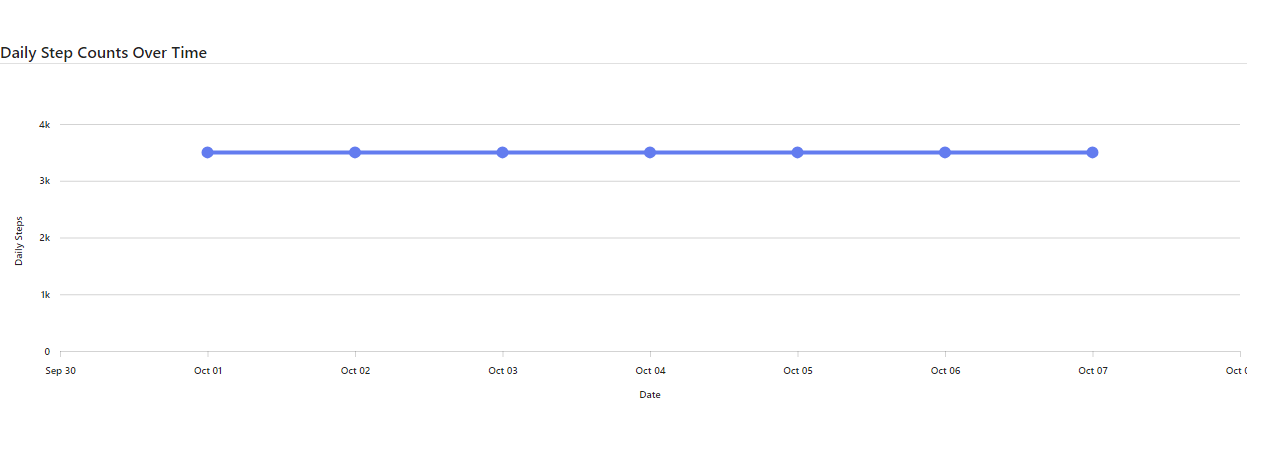 Daily Step Counts Over Time
4k
3k
2k
1k
0
Daily Steps
Sep 30
Oct 01
Oct 02
Oct 03
Oct 04
Oct 05
Oct 06
Oct 07
Oct
Date